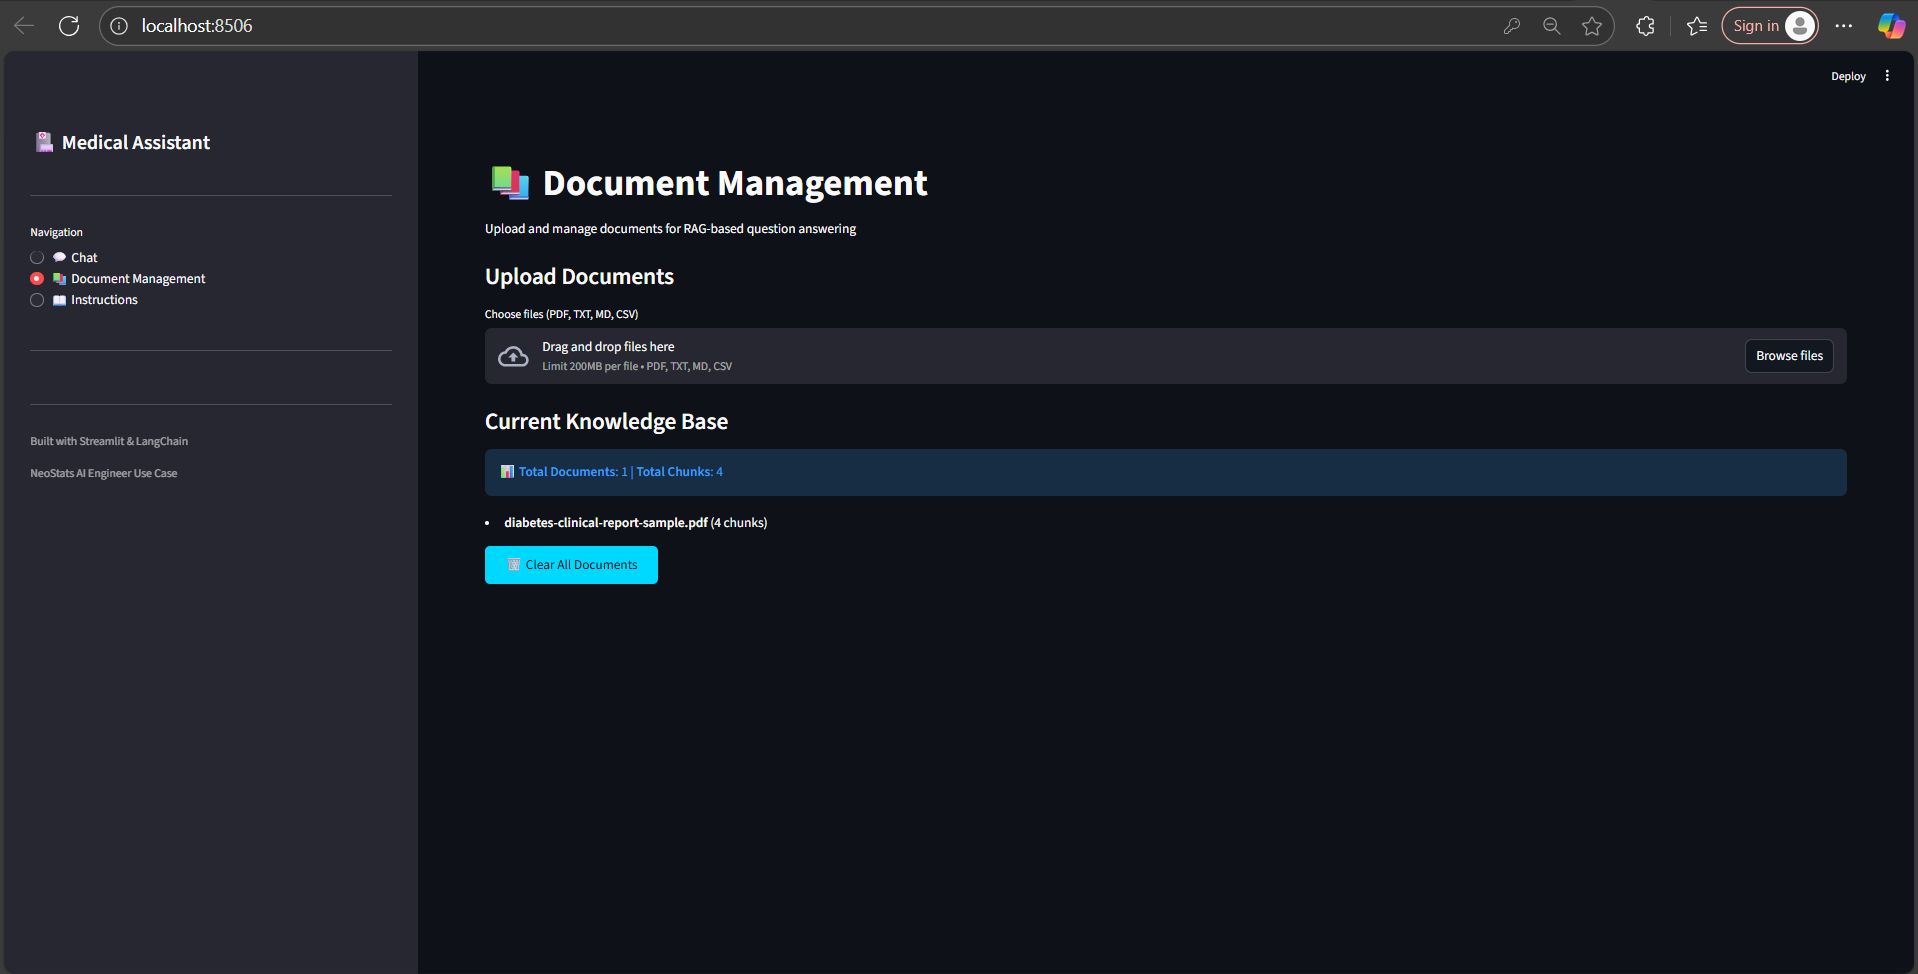 localhost:8506
Sign in
Deploy
Medical Assistant
Navigation
Chat
Document Management
Instructions
Built with Streamlit & LangChain
NeoStats AI Engineer Use Case
Document Management
Upload and manage documents for RAG-based question answering
Upload Documents
Choose files (PDF, TXT, MD, CSV)
Drag and drop files here
Limit 200MB per file • PDF, TXT, MD, CSV
Browse files
Current Knowledge Base
Total Documents: 1 | Total Chunks: 4
• diabetes-clinical-report-sample.pdf (4 chunks)
Clear All Documents